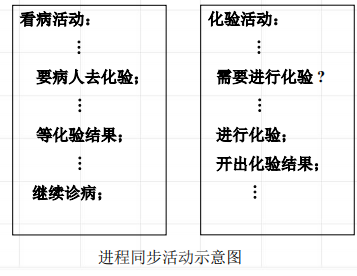 看病活动：
⋮
要病人去化验；
⋮
等化验结果；
⋮
继续诊病；
化验活动：
⋮
需要进行化验？
⋮
进行化验；
开出化验结果；
⋮
进程同步活动示意图